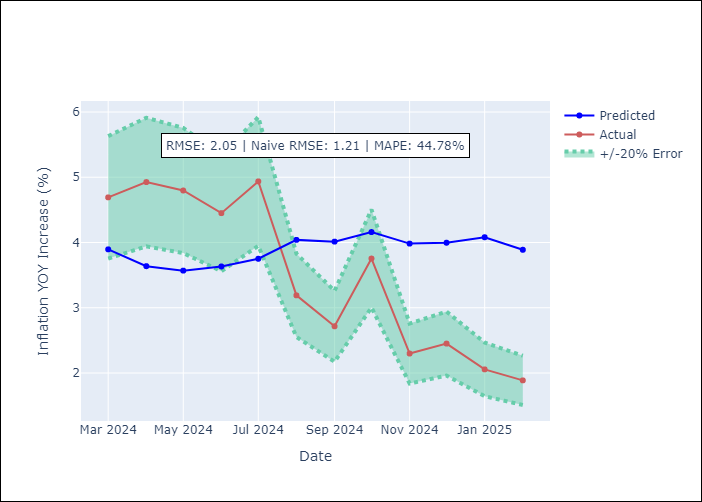 RMSE: 2.05 | Naive RMSE: 1.21 | MAPE: 44.78%
Predicted
Actual
+/-20% Error
Inflation YOY Increase (%)
6
5
4
3
2
Mar 2024 May 2024 Jul 2024 Sep 2024 Nov 2024 Jan 2025
Date